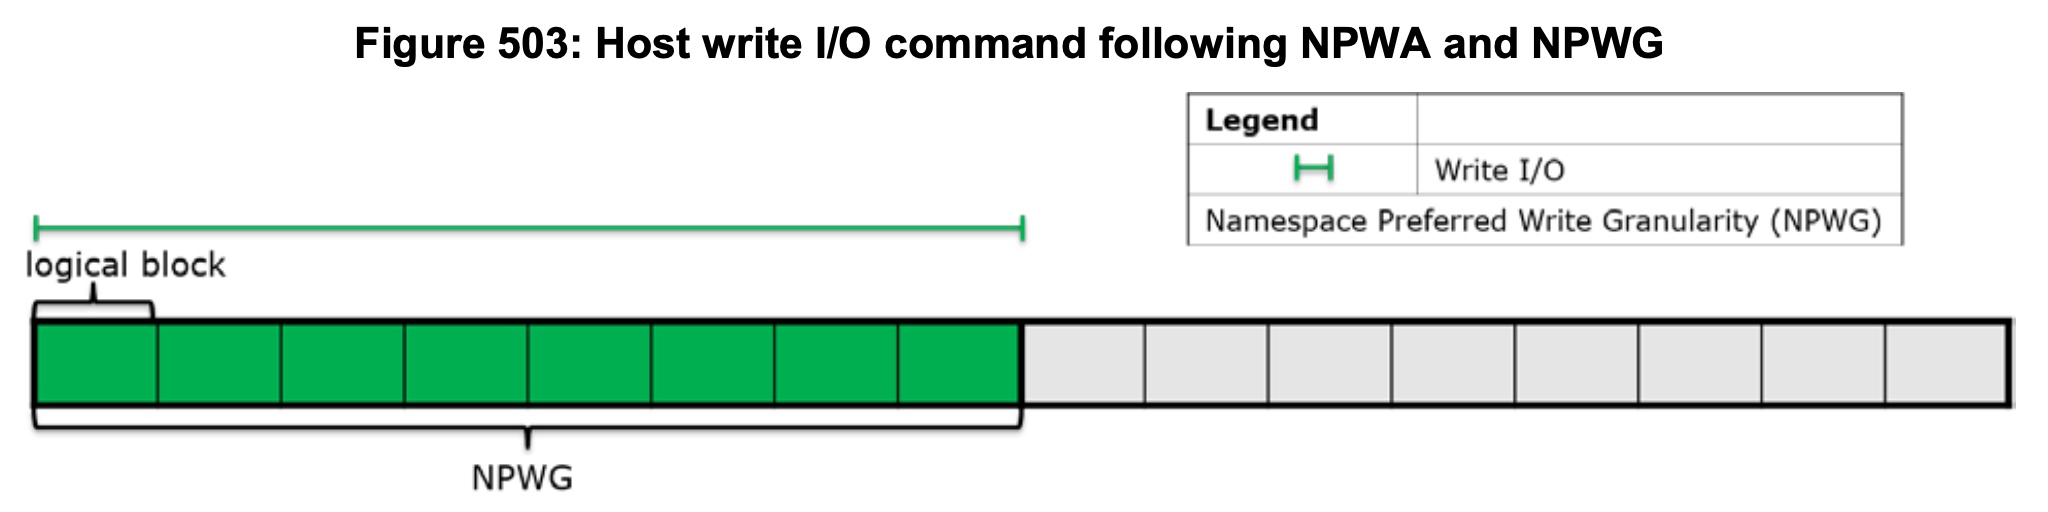 Figure 503: Host write I/O command following NPWA and NPWG
Legend
Write I/O
Namespace Preferred Write Granularity (NPWG)
logical block
NPWG